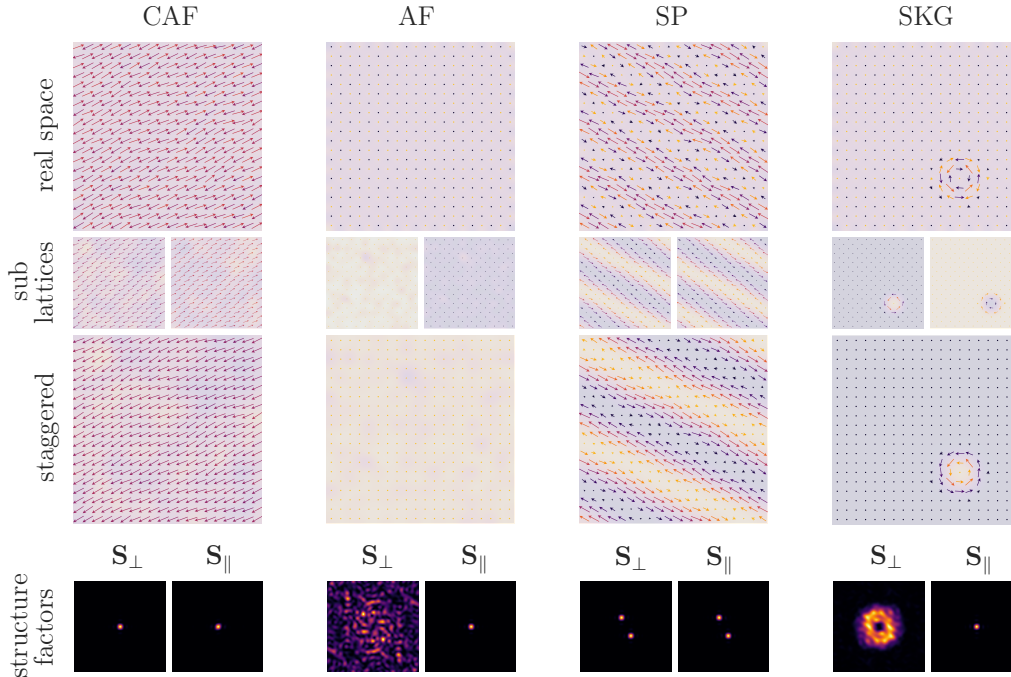 CAF AF SP SKG
real space
sub
lattices
staggered
S⊥ S∥ S⊥ S∥ S⊥ S∥
structure
factors